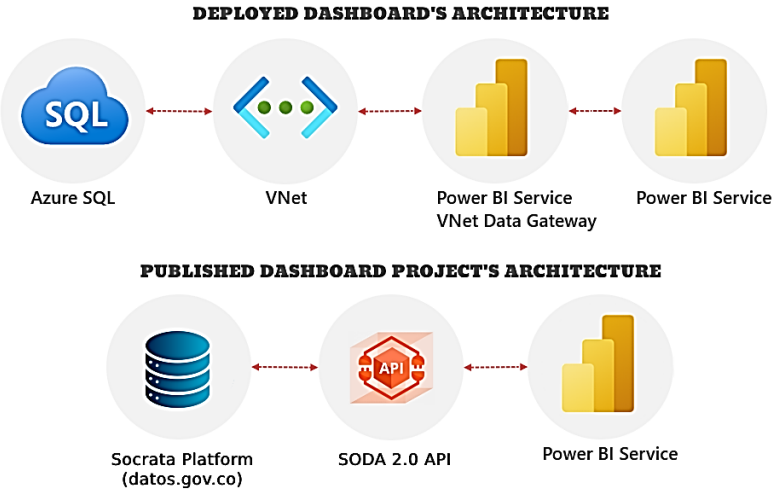 DEPLOYED DASHBOARD'S ARCHITECTURE
SQL
Azure SQL
VNet
Power BI Service
VNet Data Gateway
Power BI Service
PUBLISHED DASHBOARD PROJECT'S ARCHITECTURE
API
Socrata Platform
(datos.gov.co)
SODA 2.0 API
Power BI Service